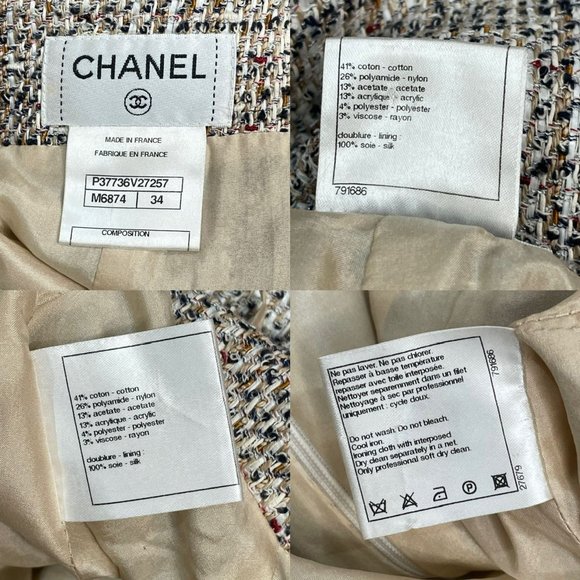 CHANEL
MADE IN FRANCE
FABRIQUE EN FRANCE
P37736V27257
M6874 34
COMPOSITION
41% coton - cotton
26% polyamide - nylon
13% acetate - acetate
13% acrylique - acrylic
4% polyester - polyester
3% viscose - rayon
doublure - lining :
100% soie - silk
791686
41% coton - cotton
26% polyamide - nylon
13% acetate - acetate
13% acrylique - acrylic
4% polyester - polyester
3% viscose - rayon
doublure - lining :
100% soie - silk
Ne pas laver. Ne pas chlorer.
Repasser à basse température
avec toile interposée.
Nettoyer separemment dans un filet
Nettoyage à sec par professionnel
uniquement : cycle doux.
Do not wash. Do not bleach.
Cool iron.
Ironing cloth with interposed
Dry clean separately in a net.
Only professional soft dry clean.
P
791686
27679